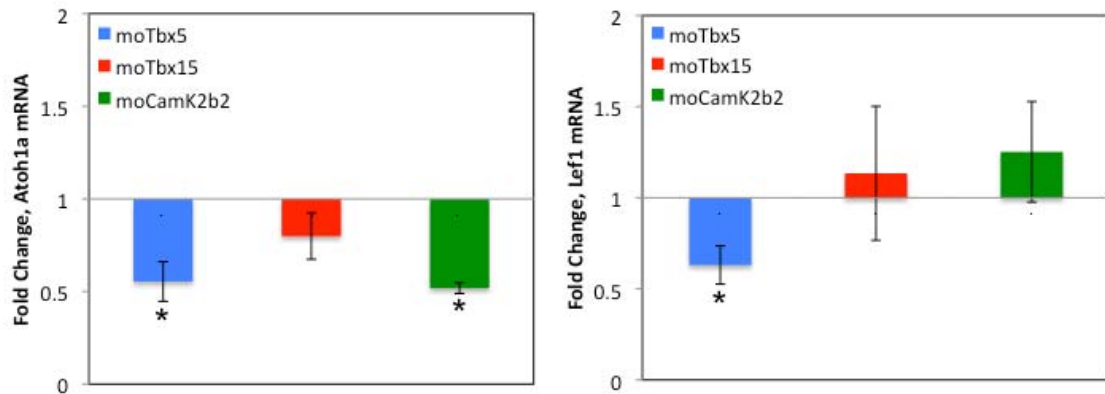 Fold Change, Atoh1a mRNA
2
1.5
1
0.5
0
moTbx5
moTbx15
moCamK2b2
*
*
Fold Change, Lef1 mRNA
2
1.5
1
0.5
0
moTbx5
moTbx15
moCamK2b2
*